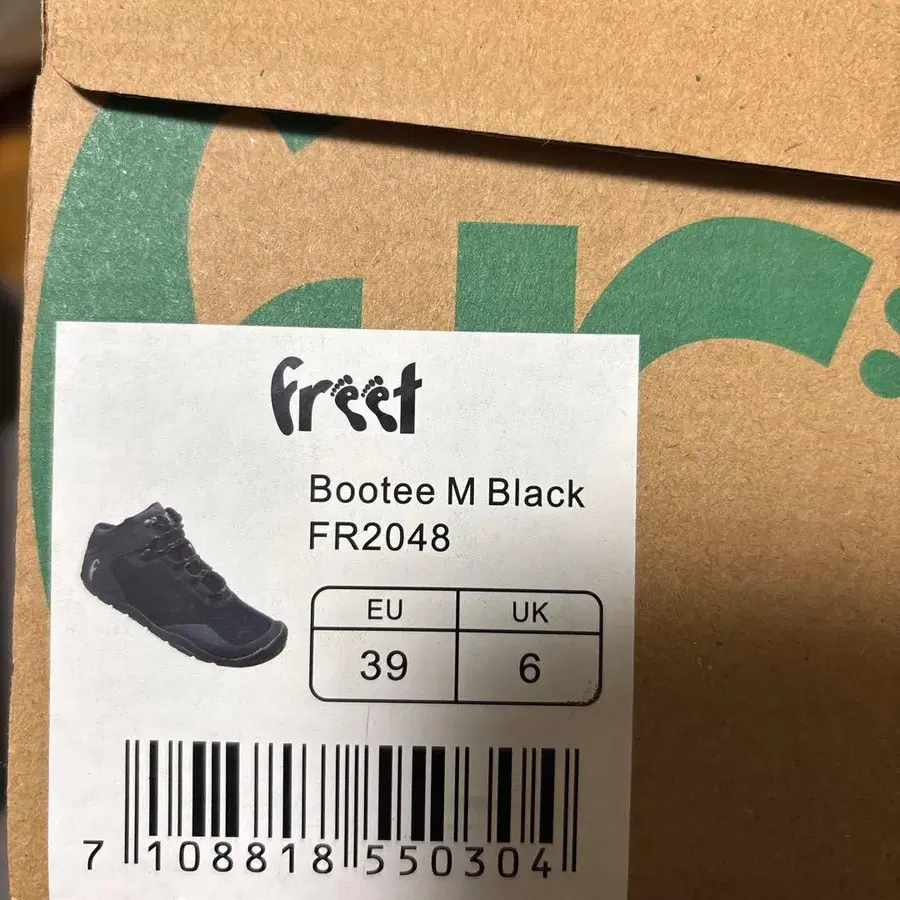 freet
Bootee M Black
FR2048
EU UK
39 6
7 108818 550304